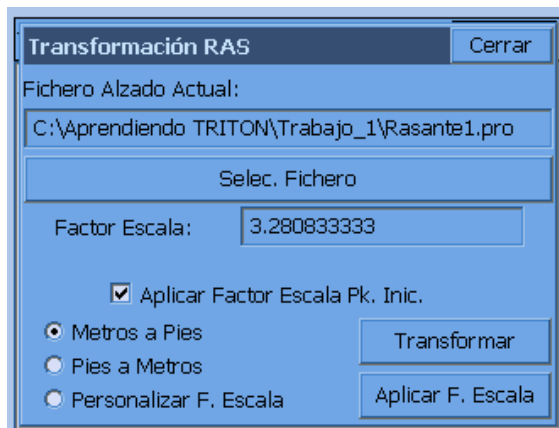 Transformación RAS Cerrar
Fichero Alzado Actual:
C:\Aprendiendo TRITON\Trabajo_1\Rasante1.pro
Selec. Fichero
Factor Escala: 3.280833333
Aplicar Factor Escala Pk. Inic.
Metros a Pies
Transformar
Pies a Metros
Personalizar F. Escala
Aplicar F. Escala